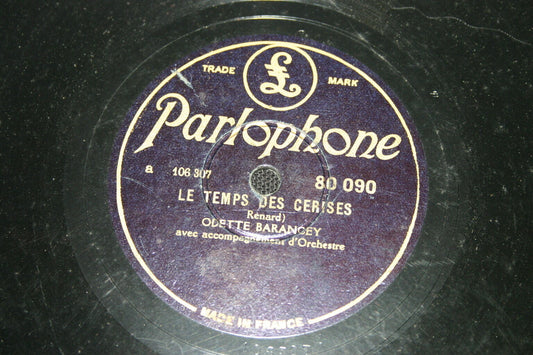 TRADE MARK
Parlophone
a 106 307 80 090
LE TEMPS DES CERISES
Rénard)
ODETTE BARANCEY
avec accompagnement d'Orchestre
MADE IN FRANCE